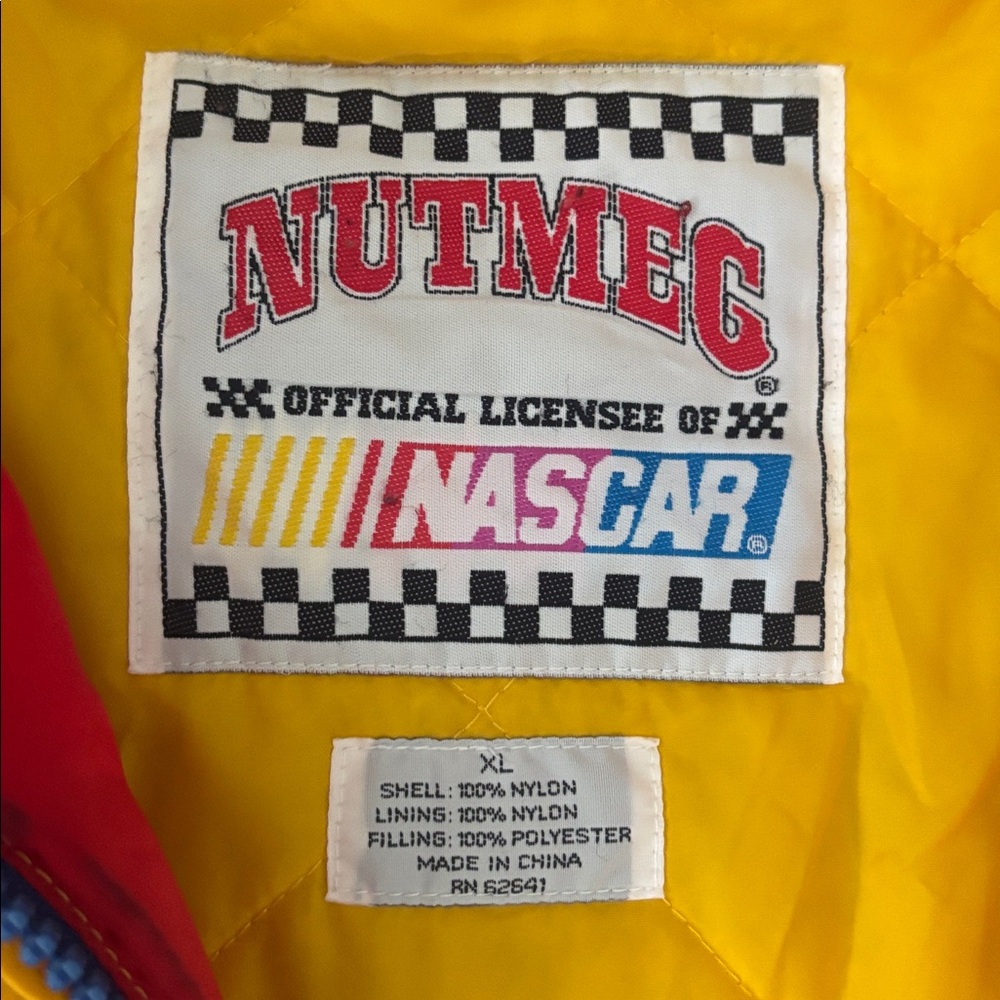 NUTMEG®
OFFICIAL LICENSEE OF
NASCAR®
XL
SHELL: 100% NYLON
LINING: 100% NYLON
FILLING: 100% POLYESTER
MADE IN CHINA
RN 62641